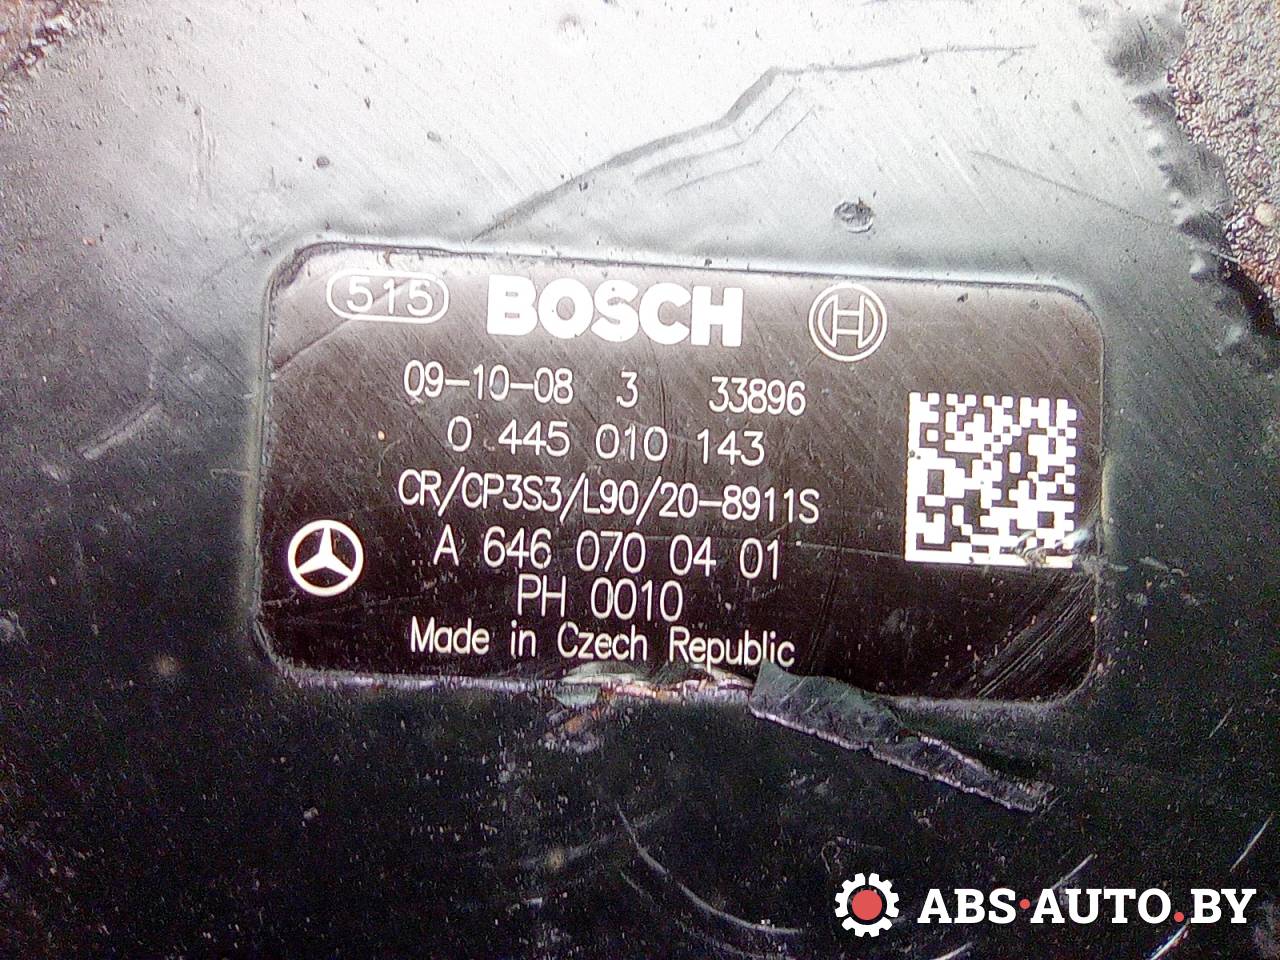 515 BOSCH
09-10-08 3 33896
0 445 010 143
CR/CP3S3/L90/20-8911S
A 646 070 04 01
PH 0010
Made in Czech Republic
ABS·AUTO.BY